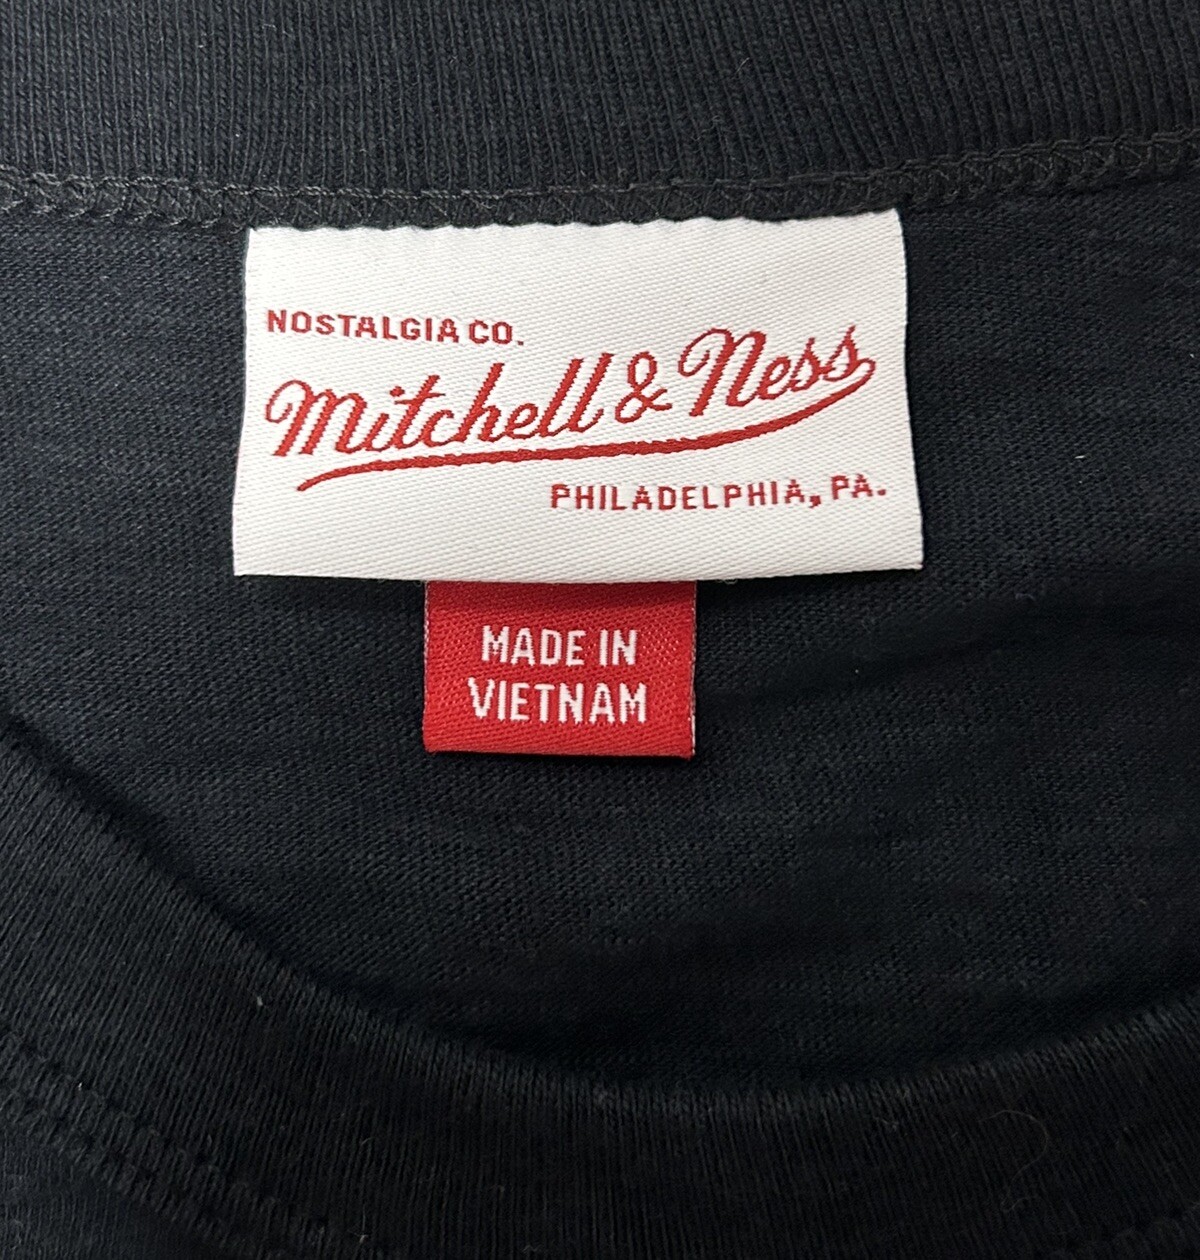 NOSTALGIA CO.
Mitchell & Ness
PHILADELPHIA, PA.
MADE IN
VIETNAM